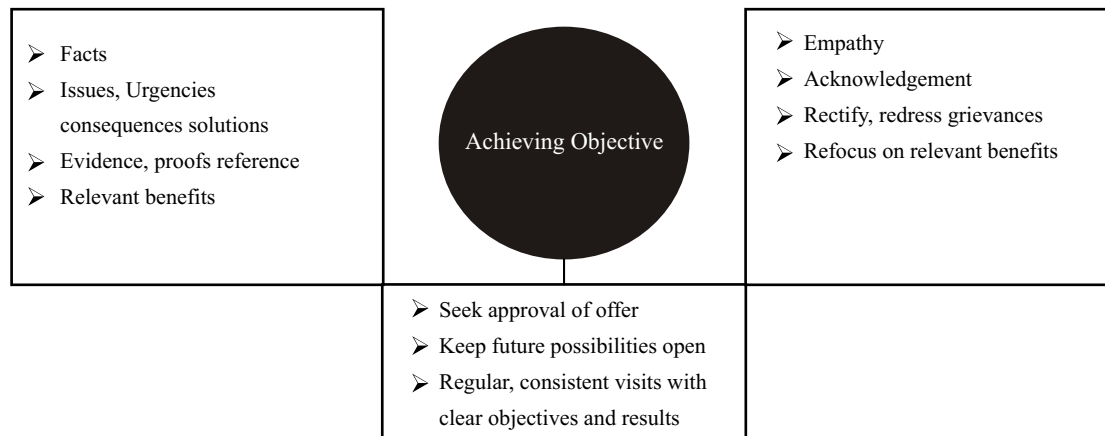 ➢ Facts
➢ Issues, Urgencies
consequences solutions
➢ Evidence, proofs reference
➢ Relevant benefits
Achieving Objective
➢ Empathy
➢ Acknowledgement
➢ Rectify, redress grievances
➢ Refocus on relevant benefits
➢ Seek approval of offer
➢ Keep future possibilities open
➢ Regular, consistent visits with
clear objectives and results